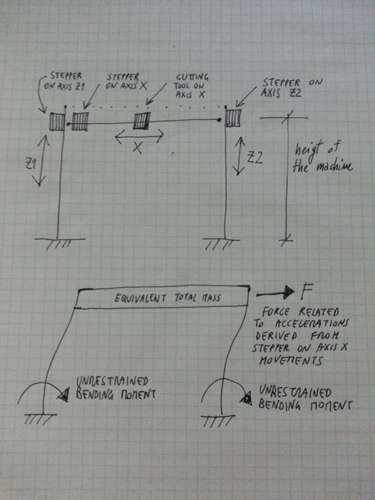 STEPPER
ON AXIS Z1
STEPPER
ON AXIS X
CUTTING
TOOL ON
AXIS X
STEPPER ON
AXIS Z2
X
Z1
Z2
heigt of
the machine
EQUIVALENT TOTAL MASS
F
FORCE RELATED
TO ACCELERATIONS
DERIVED FROM
STEPPER ON AXIS X
MOVEMENTS
UNRESTRAINED
BENDING MOMENT
UNRESTRAINED
BENDING MOMENT